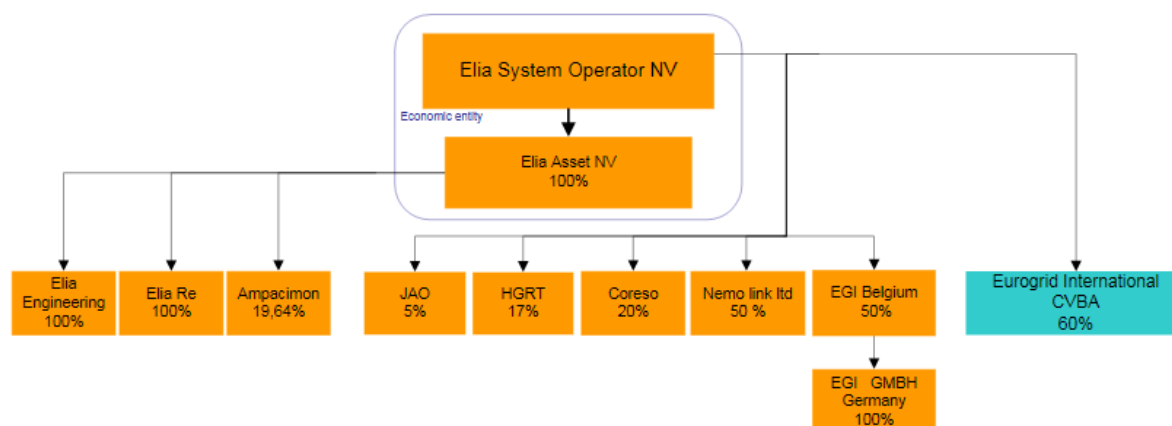 Elia System Operator NV
Economic entity
Elia Asset NV
100%
Elia
Engineering
100%
Elia Re
100%
Ampacimon
19,64%
JAO
5%
HGRT
17%
Coreso
20%
Nemo link ltd
50 %
EGI Belgium
50%
Eurogrid International
CVBA
60%
EGI GMBH
Germany
100%